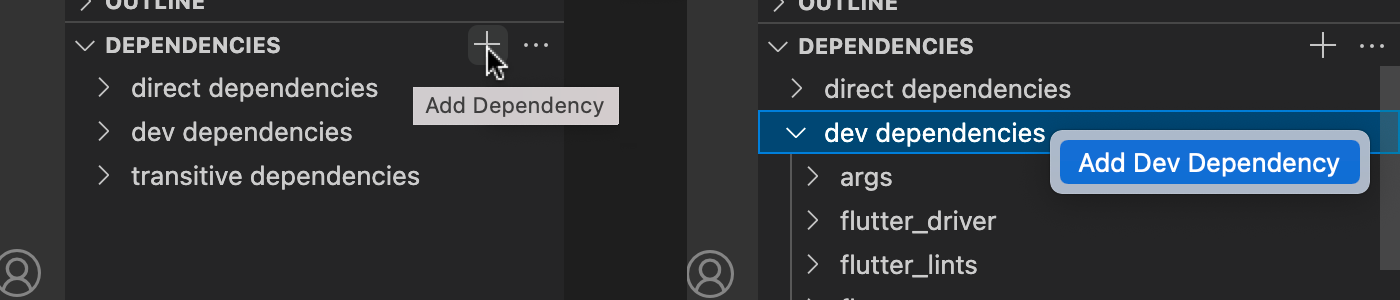 OUTLINE
DEPENDENCIES
direct dependencies
Add Dependency
dev dependencies
transitive dependencies
OUTLINE
DEPENDENCIES
direct dependencies
dev dependencies
Add Dev Dependency
args
flutter_driver
flutter_lints